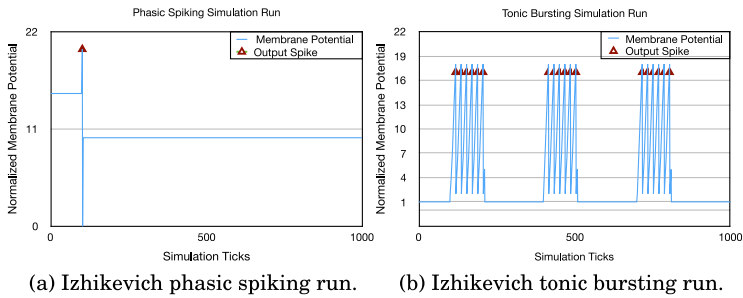 Phasic Spiking Simulation Run
Normalized Membrane Potential
22
11
0
Membrane Potential
Output Spike
0 500 1000
Simulation Ticks
(a) Izhikevich phasic spiking run.
Tonic Bursting Simulation Run
Normalized Membrane Potential
22
19
16
13
10
7
4
1
Membrane Potential
Output Spike
0 500 1000
Simulation Ticks
(b) Izhikevich tonic bursting run.